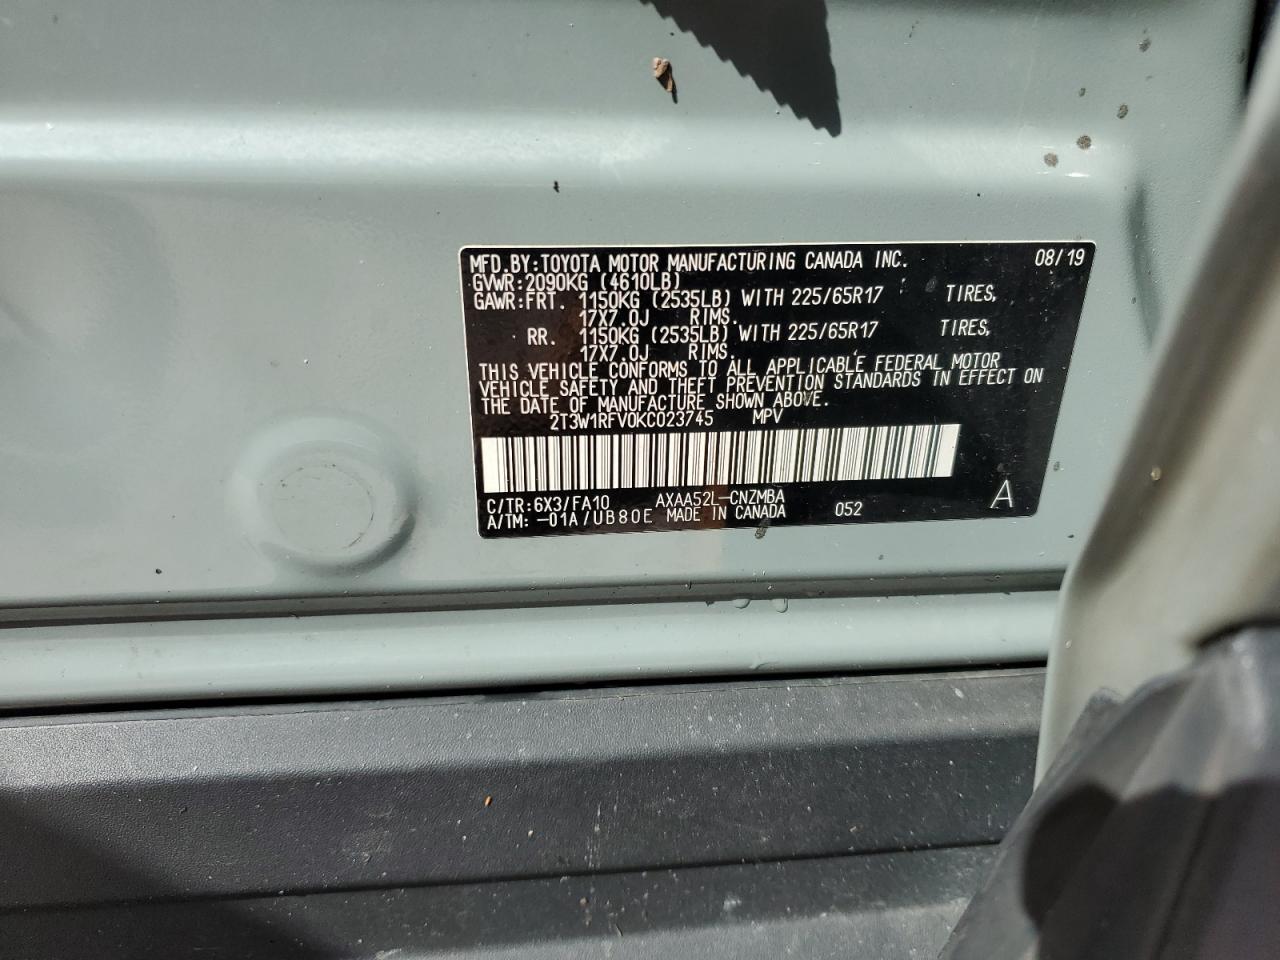 MFD.BY:TOYOTA MOTOR MANUFACTURING CANADA INC. 08/19
GVWR:2090KG (4610LB)
GAWR:FRT. 1150KG (2535LB) WITH 225/65R17 TIRES,
17X7.0J RIMS.
RR. 1150KG (2535LB) WITH 225/65R17 TIRES,
17X7.0J RIMS.
THIS VEHICLE CONFORMS TO ALL APPLICABLE FEDERAL MOTOR
VEHICLE SAFETY AND THEFT PREVENTION STANDARDS IN EFFECT ON
THE DATE OF MANUFACTURE SHOWN ABOVE.
2T3W1RFV0KC023745 MPV
C/TR:6X3/FA10 AXAA52L-CNZMBA A
A/TM: -01A/UB80E MADE IN CANADA 052